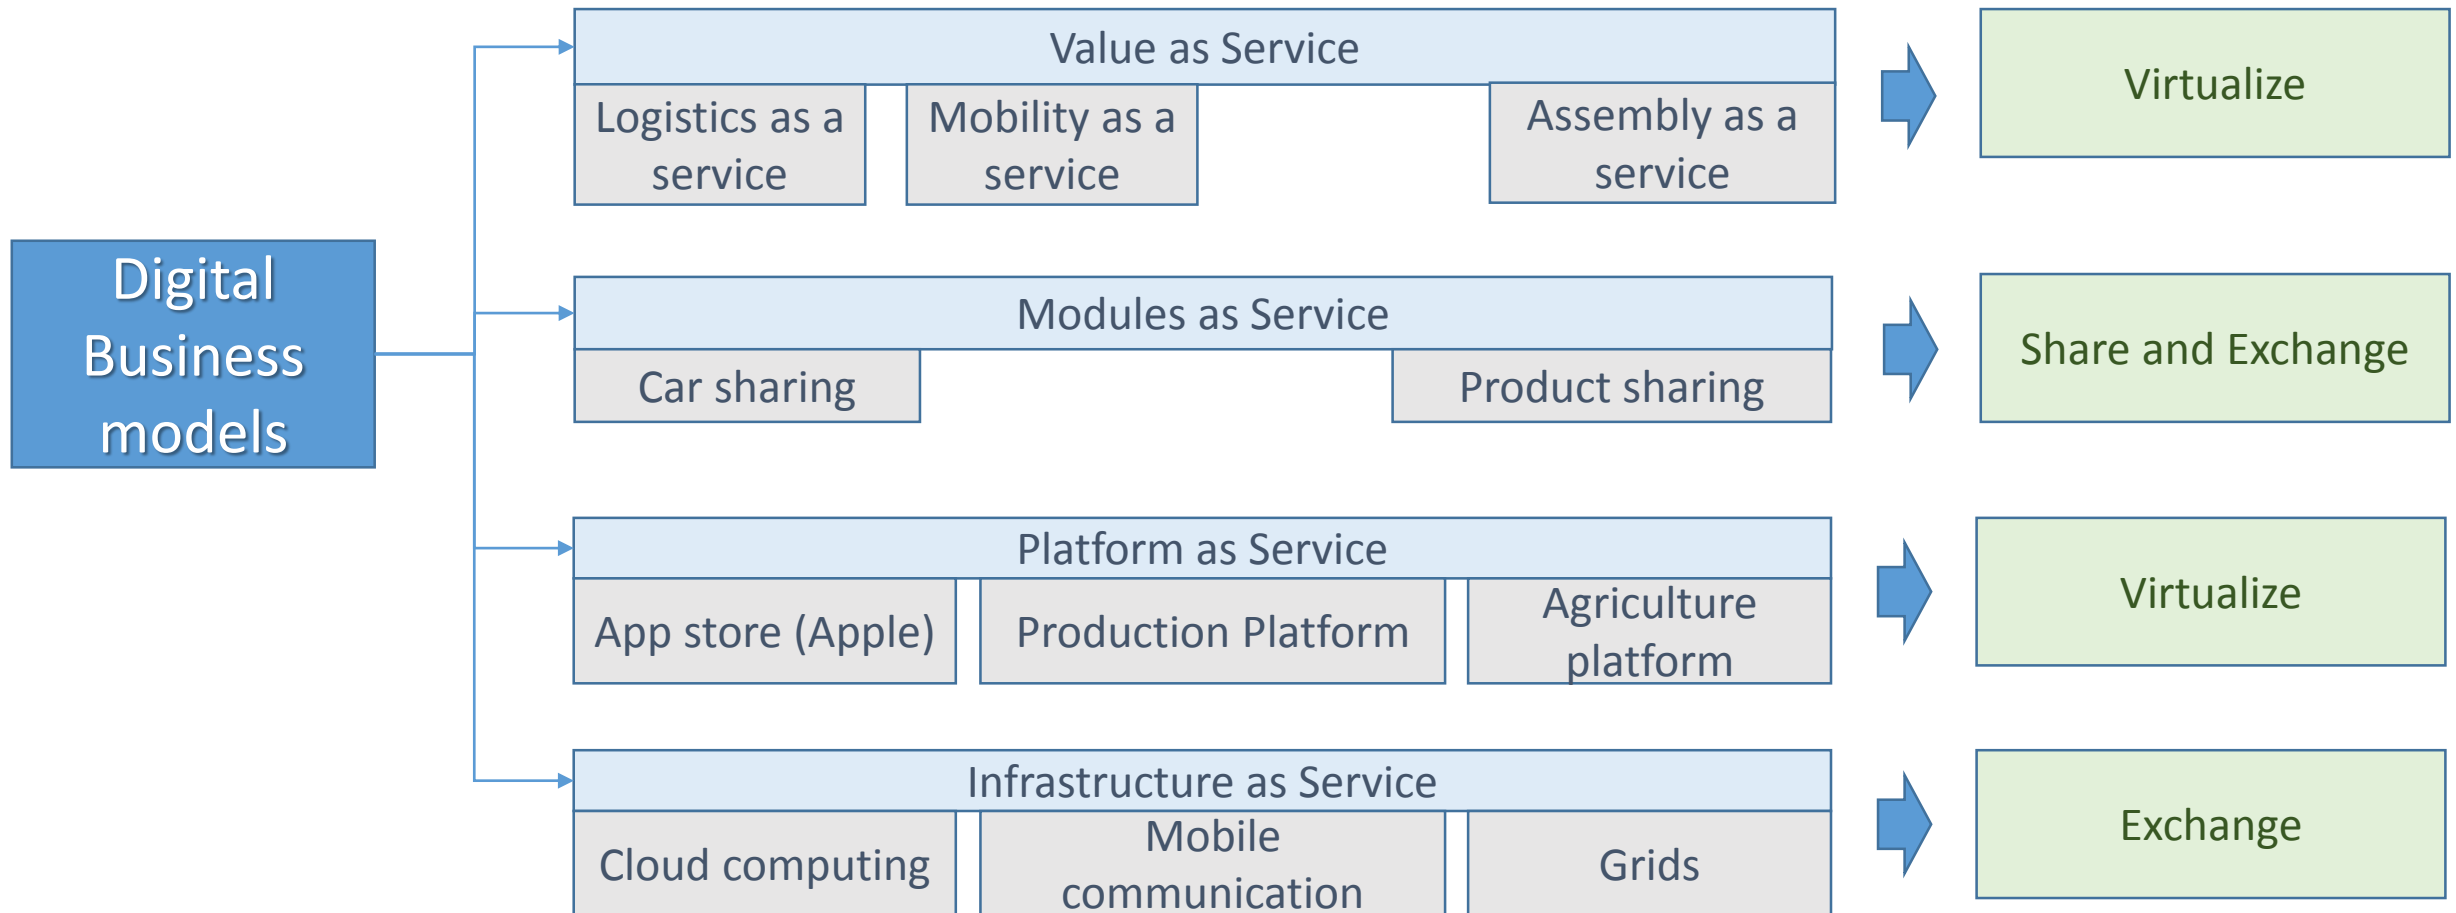 Digital
Business
models
Value as Service
Logistics as a
service
Mobility as a
service
Assembly as a
service
Virtualize
Modules as Service
Car sharing
Product sharing
Share and Exchange
Platform as Service
App store (Apple)
Production Platform
Agriculture
platform
Virtualize
Infrastructure as Service
Cloud computing
Mobile
communication
Grids
Exchange